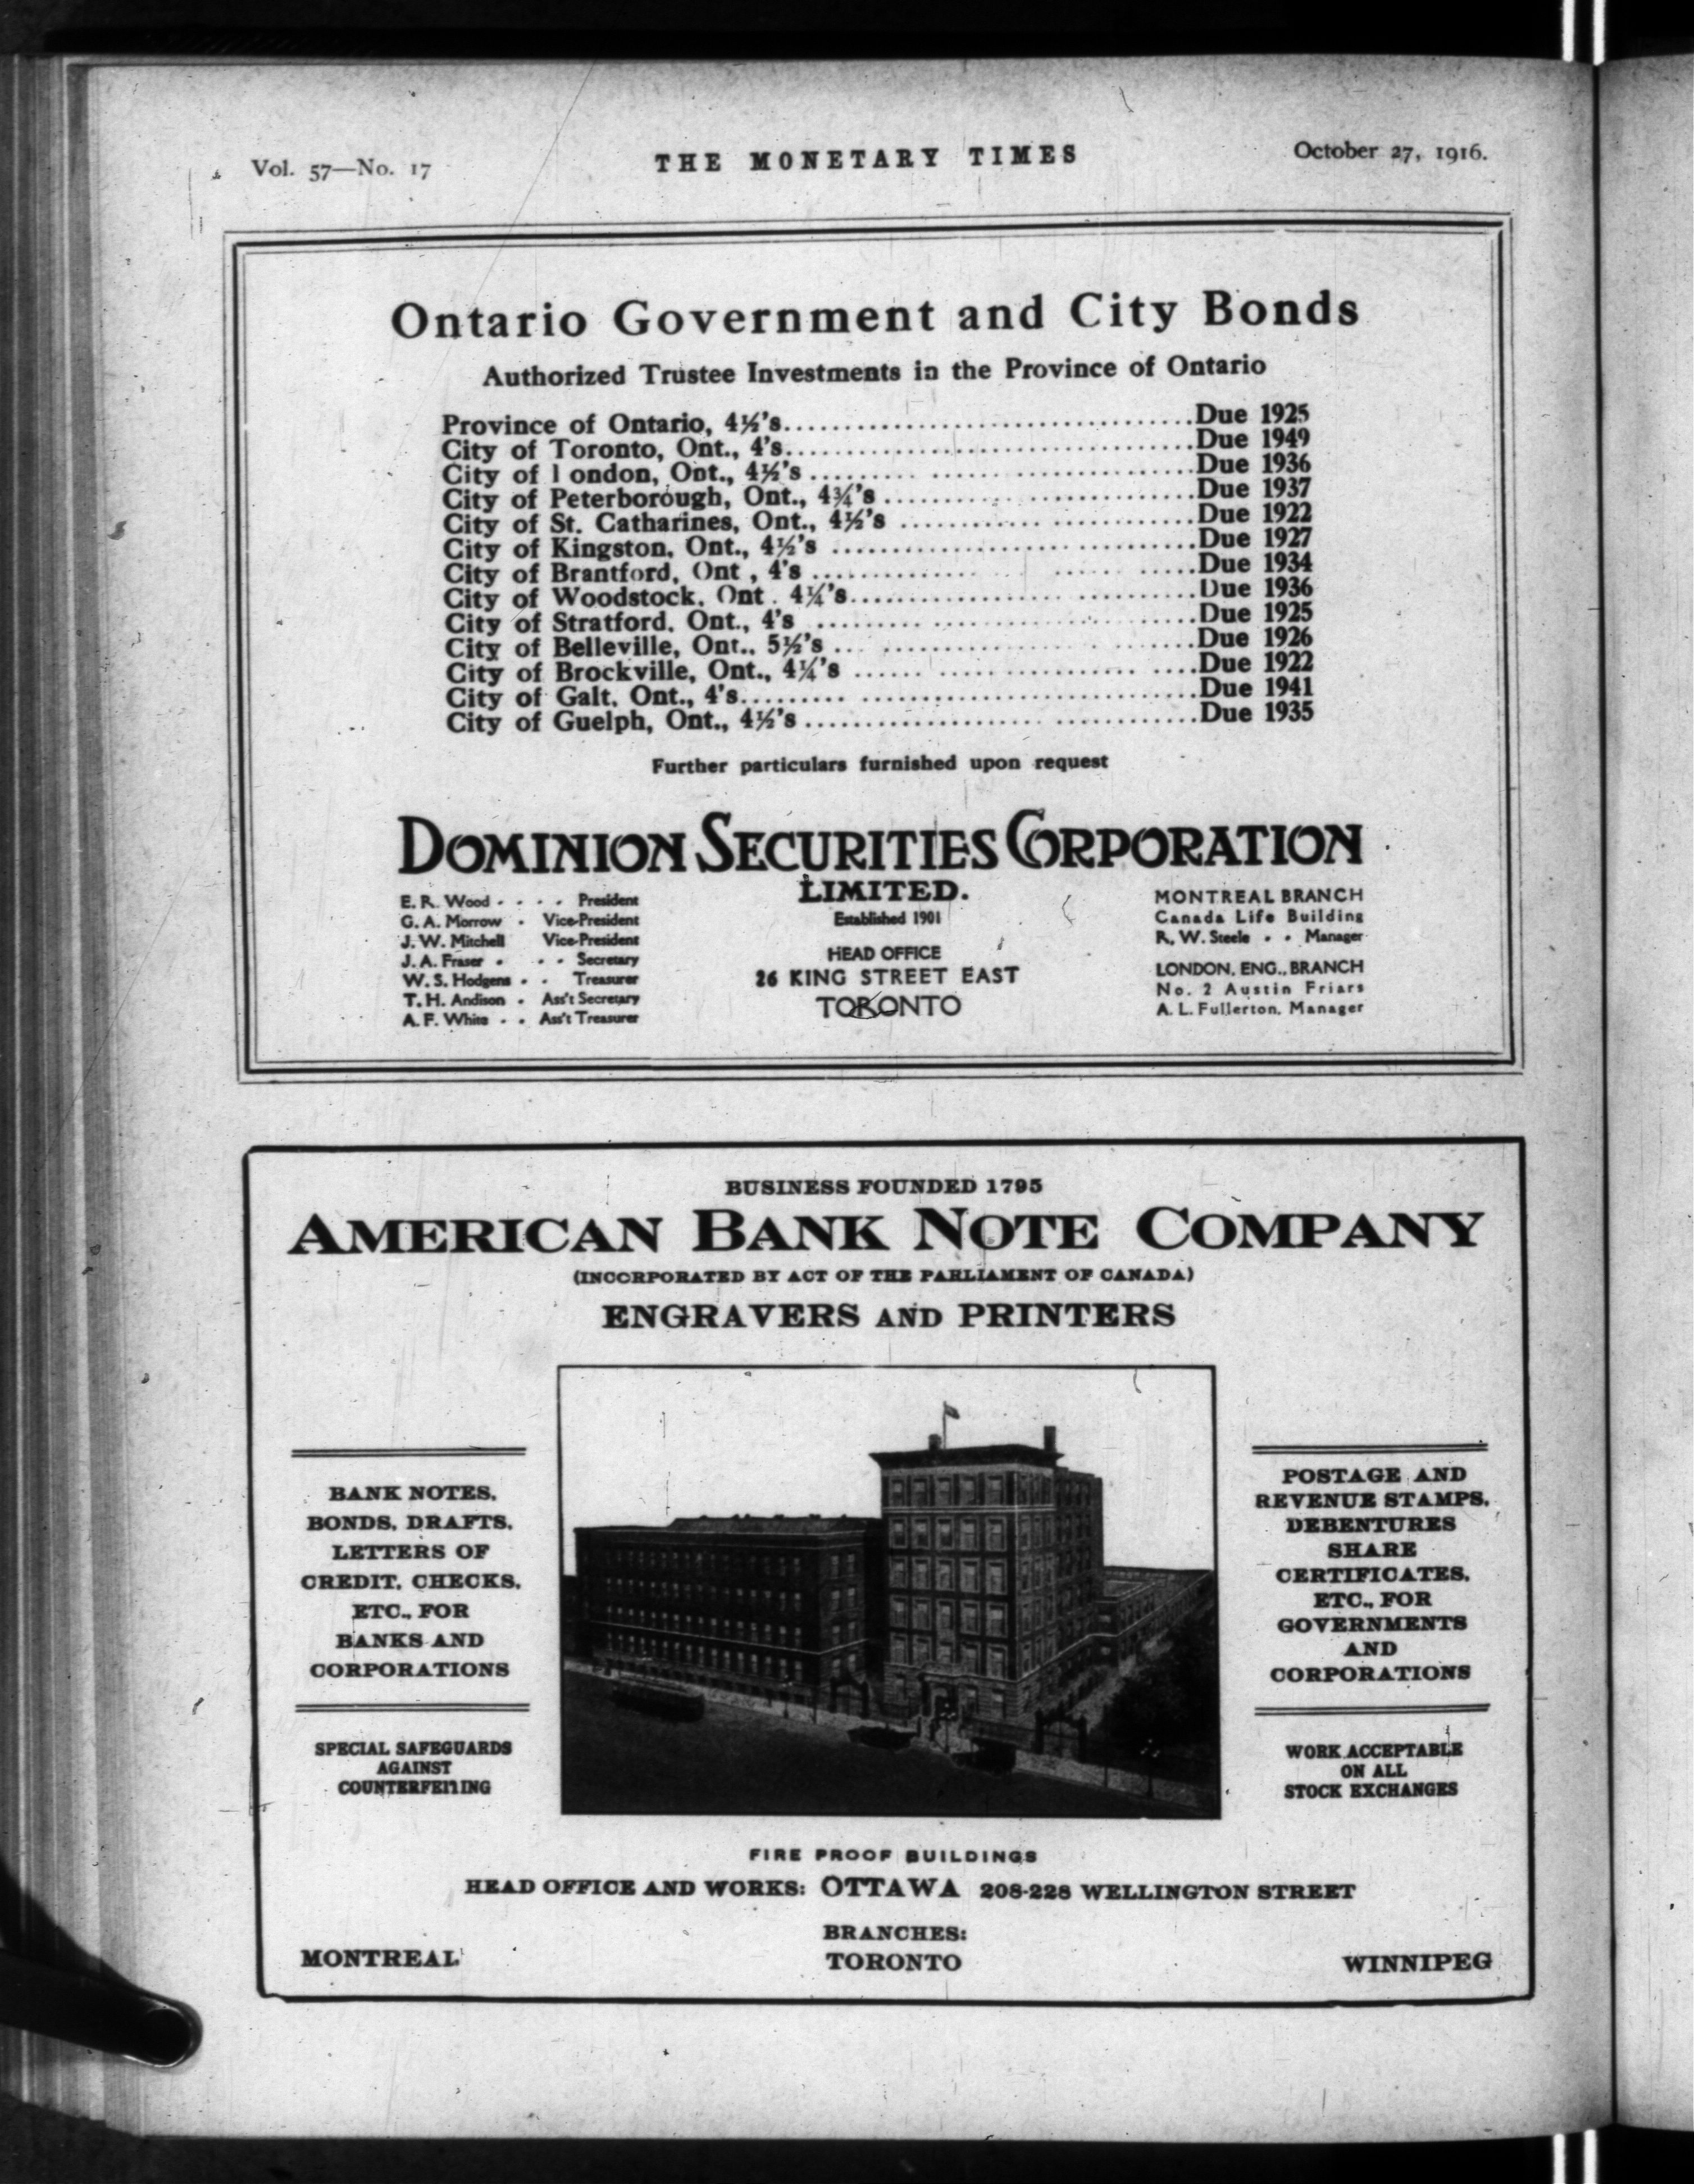 Vol. 57—No. 17
THE MONETARY TIMES
October 27, 1916.
Ontario Government and City Bonds
Authorized Trustee Investments in the Province of Ontario
Province of Ontario, 4½'s................................Due 1925
City of Toronto, Ont., 4's................................Due 1949
City of London, Ont., 4½'s................................Due 1936
City of Peterborough, Ont., 4¾'s................................Due 1937
City of St. Catharines, Ont., 4½'s................................Due 1922
City of Kingston, Ont., 4½'s................................Due 1927
City of Brantford, Ont., 4's................................Due 1934
City of Woodstock, Ont. 4¼'s................................Due 1936
City of Stratford, Ont., 4's................................Due 1925
City of Belleville, Ont., 5½'s................................Due 1926
City of Brockville, Ont., 4¼'s................................Due 1922
City of Galt, Ont., 4's................................Due 1941
City of Guelph, Ont., 4½'s................................Due 1935
Further particulars furnished upon request
DOMINION SECURITIES CORPORATION
LIMITED.
E. R. Wood - - - - President
G. A. Morrow - Vice-President
J. W. Mitchell Vice-President
J. A. Fraser - - - Secretary
W. S. Hodgens - - Treasurer
T. H. Andison - Ass't Secretary
A. F. White - - Ass't Treasurer
Established 1901
HEAD OFFICE
26 KING STREET EAST
TORONTO
MONTREAL BRANCH
Canada Life Building
R. W. Steele - - Manager
LONDON, ENG., BRANCH
No. 2 Austin Friars
A. L. Fullerton, Manager
BUSINESS FOUNDED 1795
AMERICAN BANK NOTE COMPANY
(INCORPORATED BY ACT OF THE PARLIAMENT OF CANADA)
ENGRAVERS AND PRINTERS
BANK NOTES,
BONDS, DRAFTS,
LETTERS OF
CREDIT, CHECKS,
ETC., FOR
BANKS AND
CORPORATIONS
SPECIAL SAFEGUARDS
AGAINST
COUNTERFEITING
POSTAGE AND
REVENUE STAMPS,
DEBENTURES
SHARE
CERTIFICATES,
ETC., FOR
GOVERNMENTS
AND
CORPORATIONS
WORK ACCEPTABLE
ON ALL
STOCK EXCHANGES
FIRE PROOF BUILDINGS
HEAD OFFICE AND WORKS: OTTAWA 208-228 WELLINGTON STREET
BRANCHES:
MONTREAL TORONTO WINNIPEG